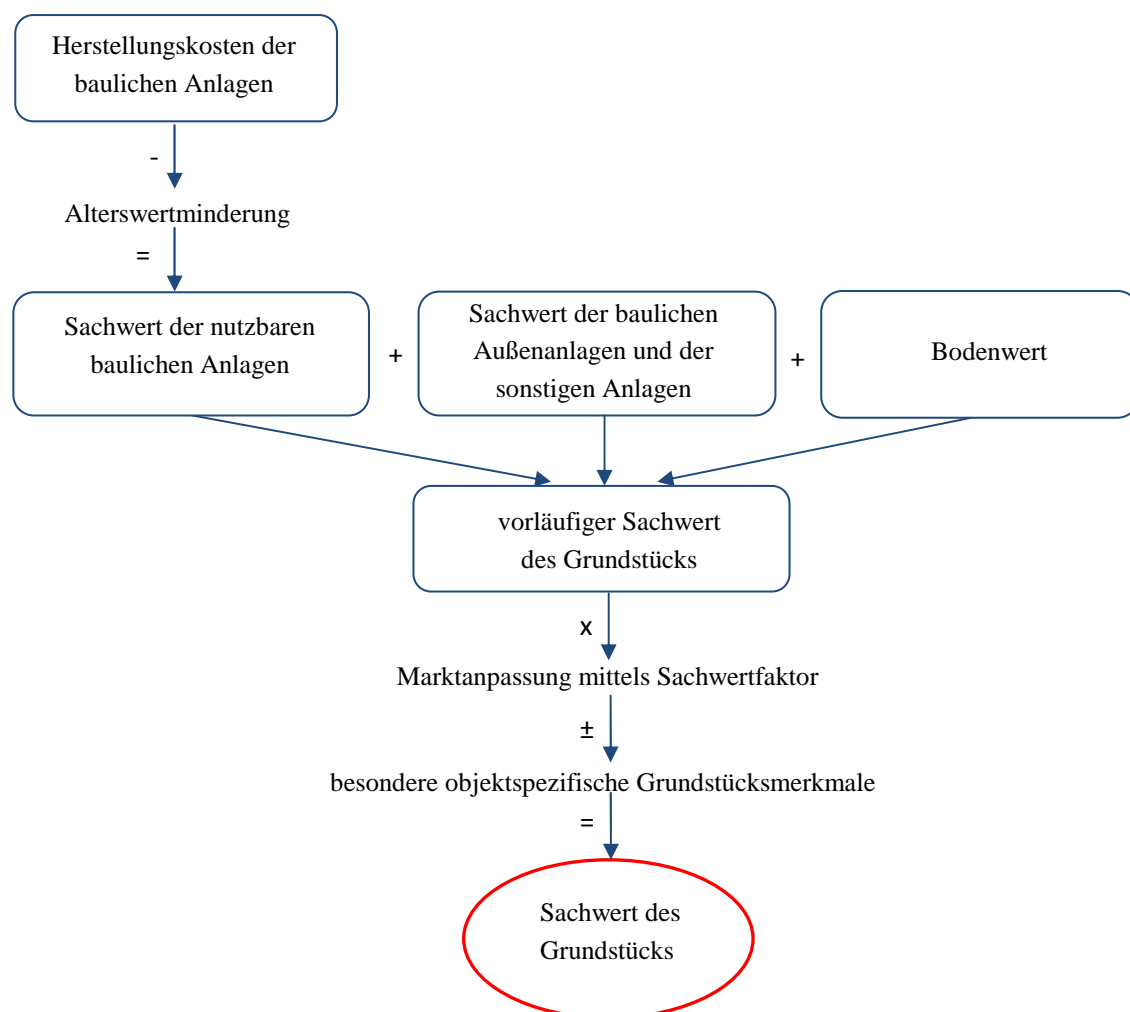 Herstellungskosten der
baulichen Anlagen
-
Alterswertminderung
=
Sachwert der nutzbaren
baulichen Anlagen
+
Sachwert der baulichen
Außenanlagen und der
sonstigen Anlagen
+
Bodenwert
vorläufiger Sachwert
des Grundstücks
x
Marktanpassung mittels Sachwertfaktor
±
besondere objektspezifische Grundstücksmerkmale
=
Sachwert des
Grundstücks